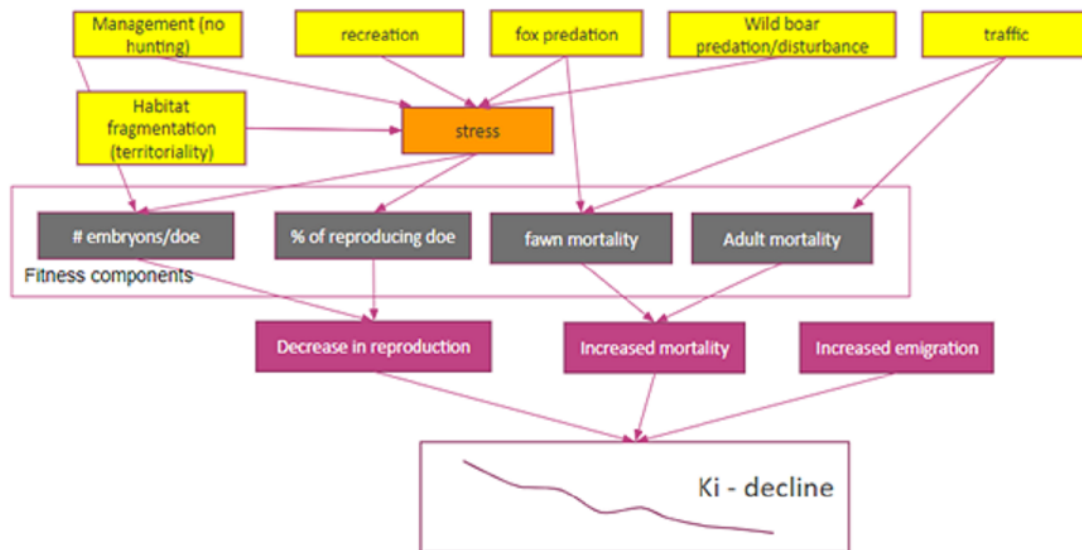 Management (no
hunting)
recreation
fox predation
Wild boar
predation/disturbance
traffic
Habitat
fragmentation
(territoriality)
stress
# embryons/doe
% of reproducing doe
fawn mortality
Adult mortality
Fitness components
Decrease in reproduction
Increased mortality
Increased emigration
Ki - decline